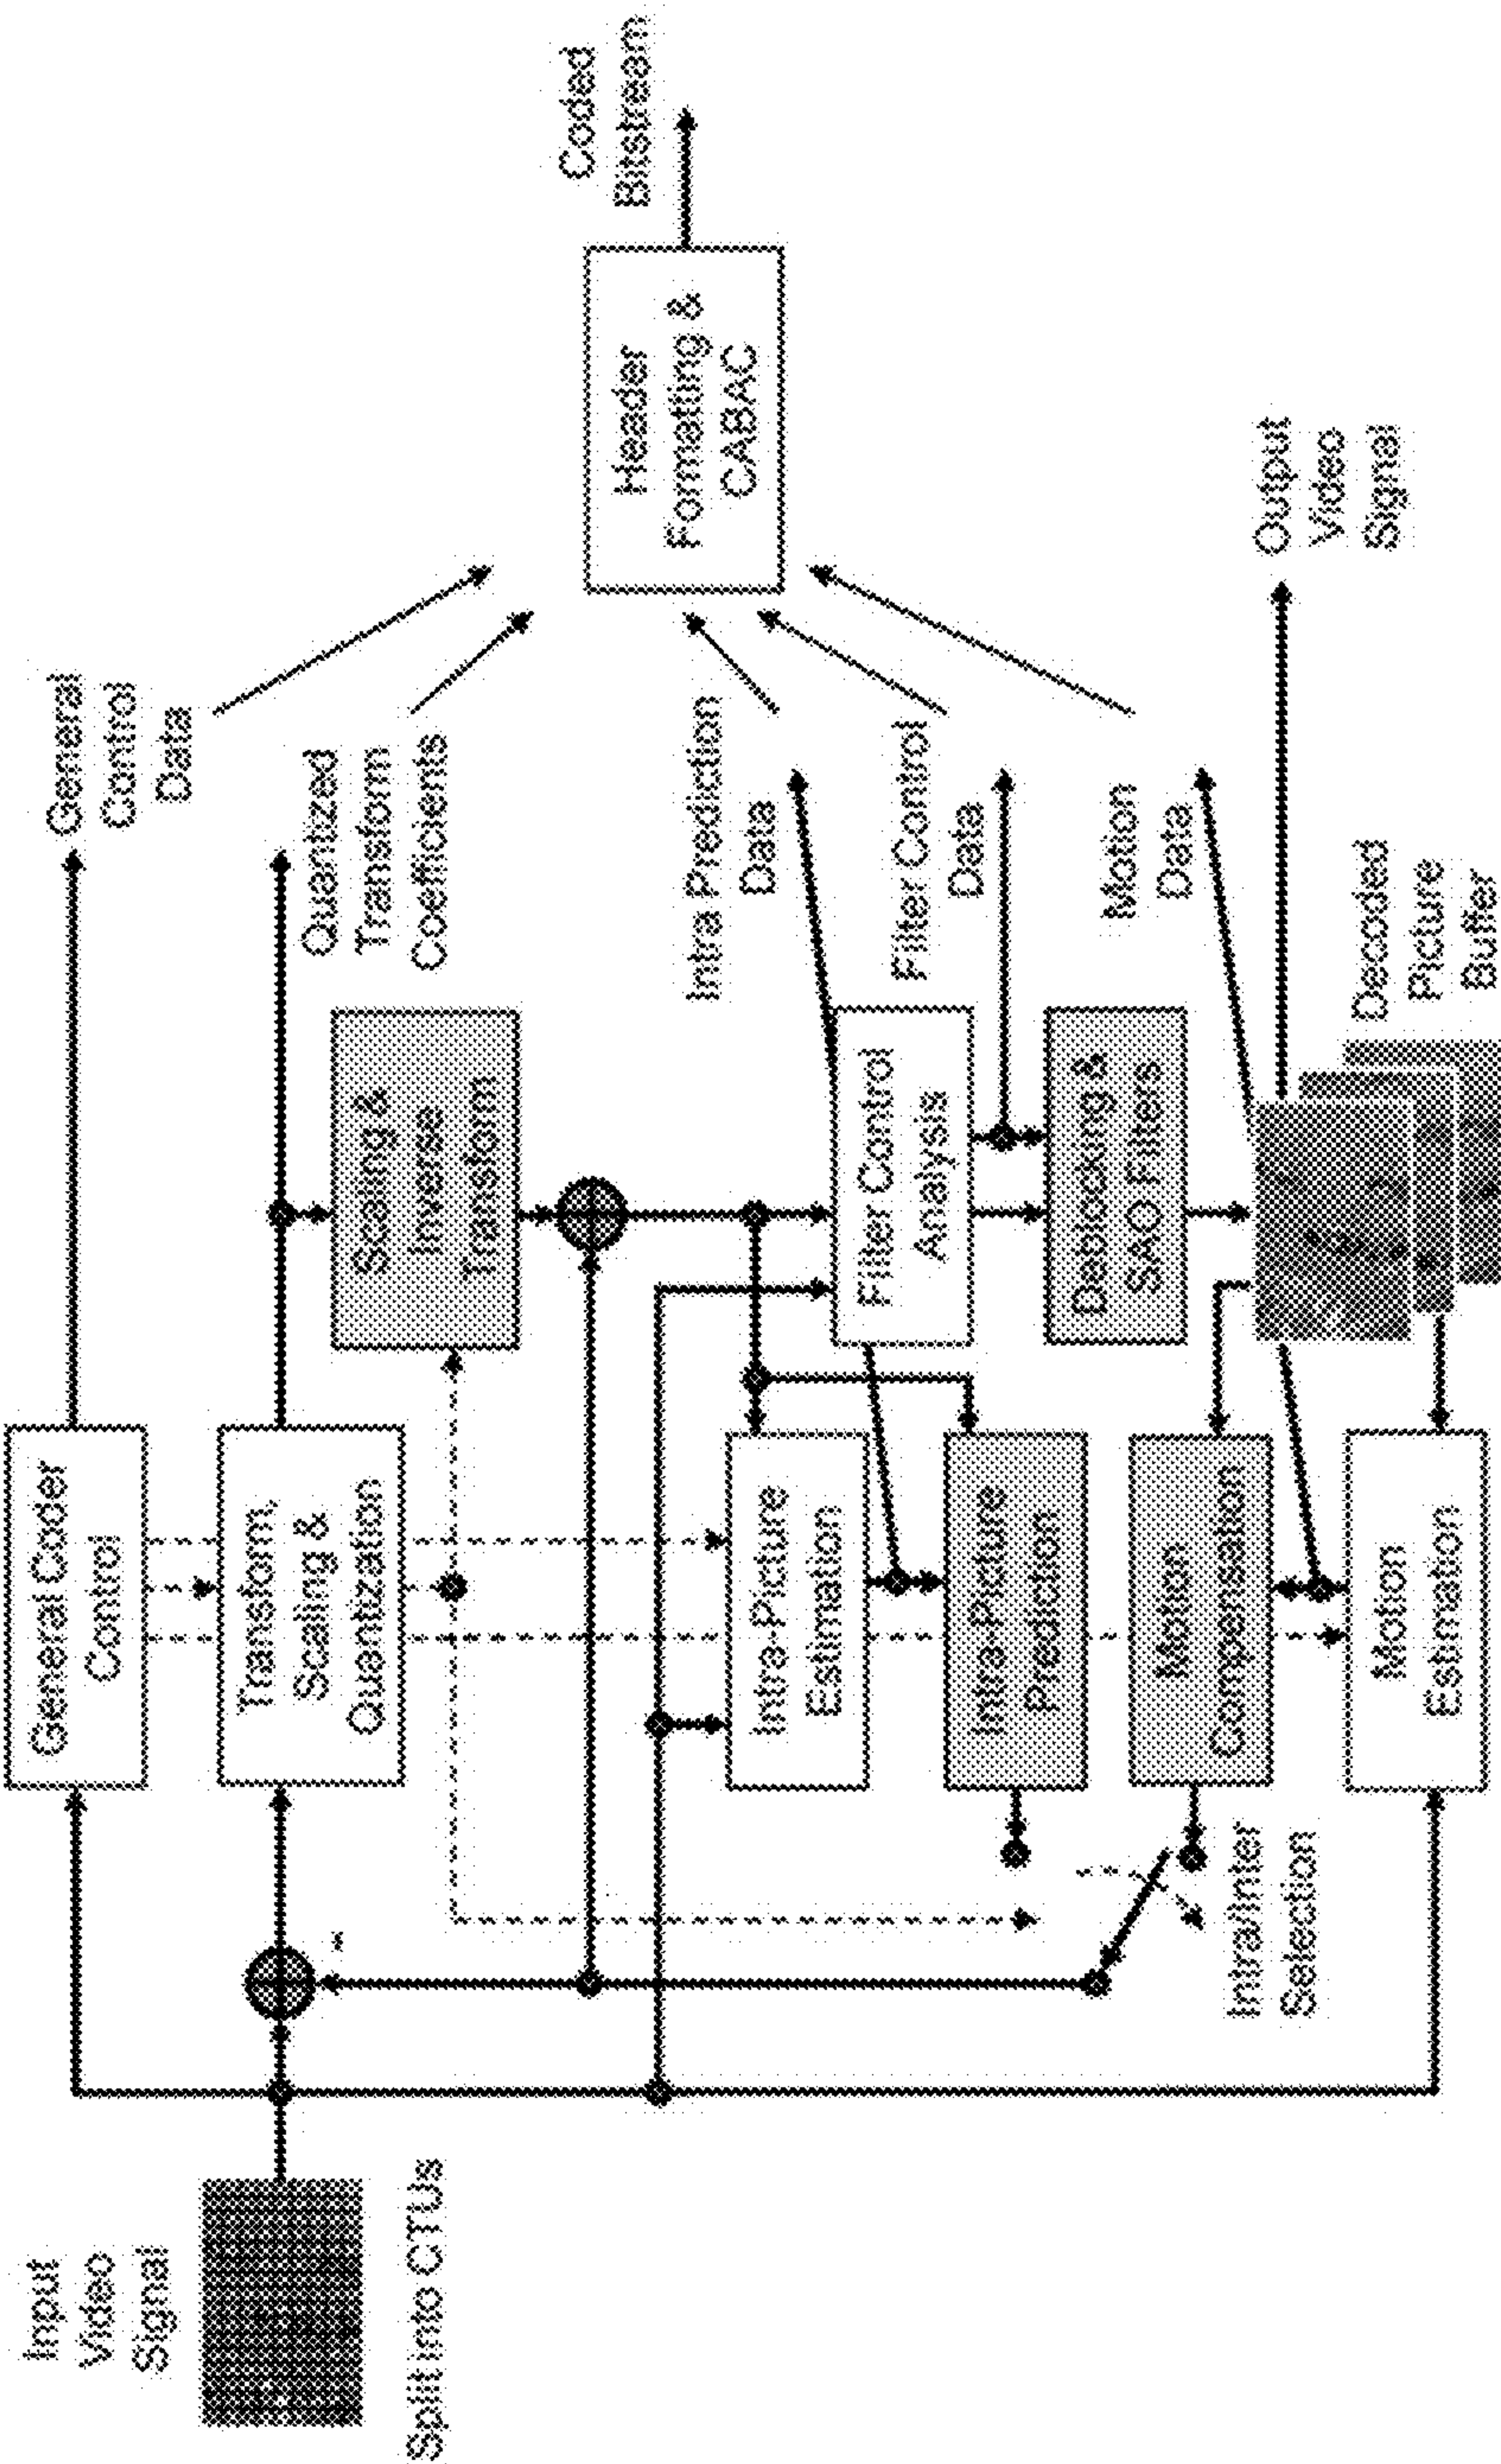 Input
Video
Signal
Split into CTUs
General Coder
Control
Transform,
Scaling &
Quantization
Scaling &
Inverse
Transform
Intra-Picture
Estimation
Intra-Picture
Prediction
Motion
Compensation
Motion
Estimation
Intra/Inter
Selection
Filter Control
Analysis
Deblocking &
SAO Filters
Decoded
Picture
Buffer
General
Control
Data
Quantized
Transform
Coefficients
Intra Prediction
Data
Filter Control
Data
Motion
Data
Output
Video
Signal
Header
Formatting &
CABAC
Coded
Bitstream